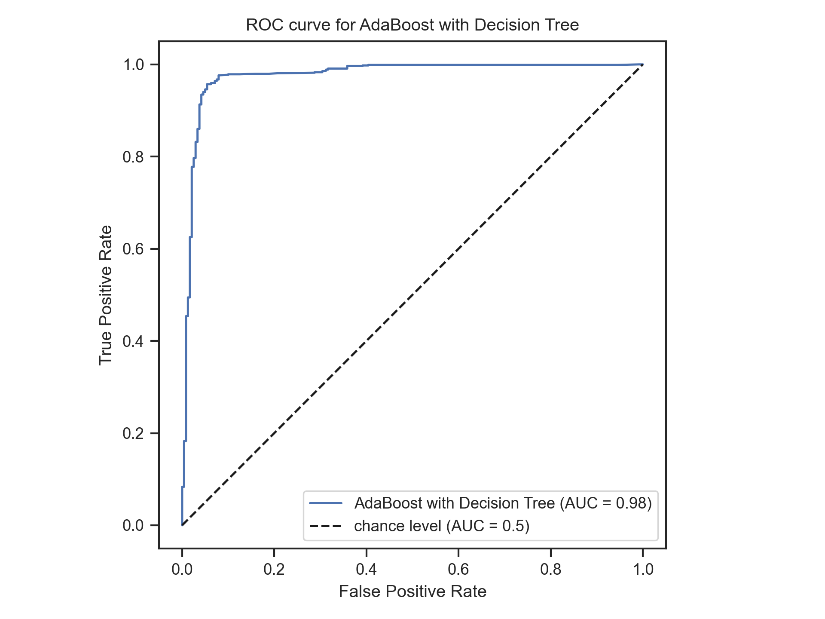 ROC curve for AdaBoost with Decision Tree
1.0
0.8
0.6
0.4
0.2
0.0
True Positive Rate
AdaBoost with Decision Tree (AUC = 0.98)
chance level (AUC = 0.5)
0.0 0.2 0.4 0.6 0.8 1.0
False Positive Rate